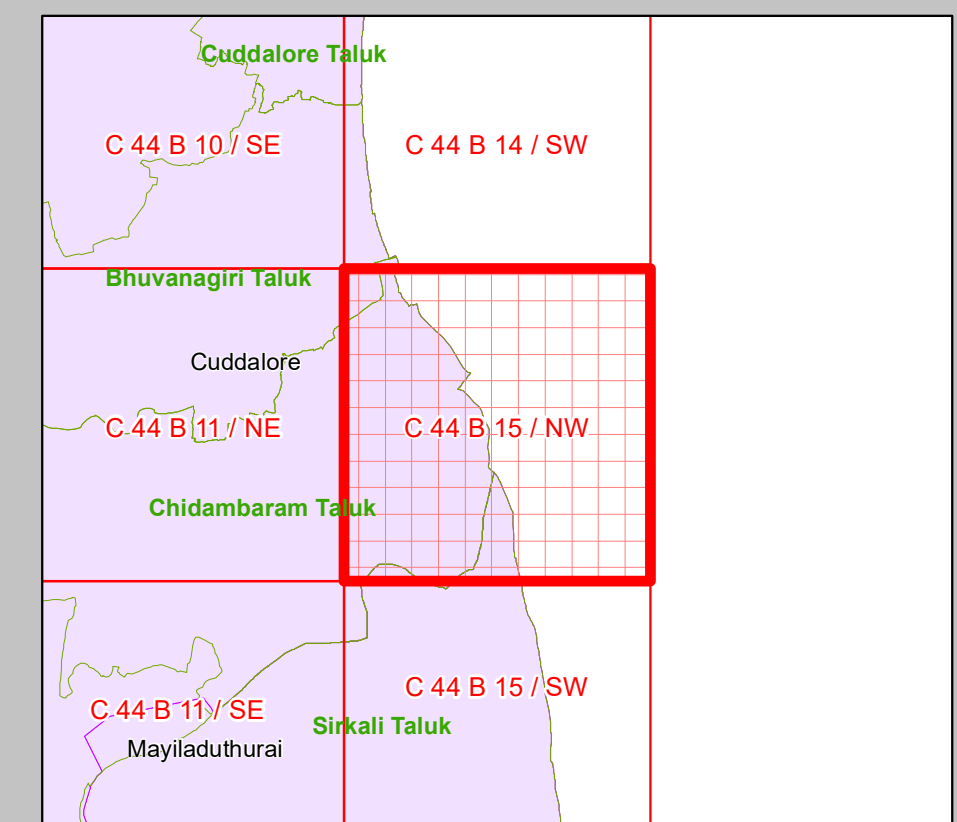 Cuddalore Taluk
C 44 B 10 / SE
C 44 B 14 / SW
Bhuvanagiri Taluk
Cuddalore
C 44 B 11 / NE
C 44 B 15 / NW
Chidambaram Taluk
C 44 B 15 / SW
C 44 B 11 / SE
Sirkali Taluk
Mayiladuthurai